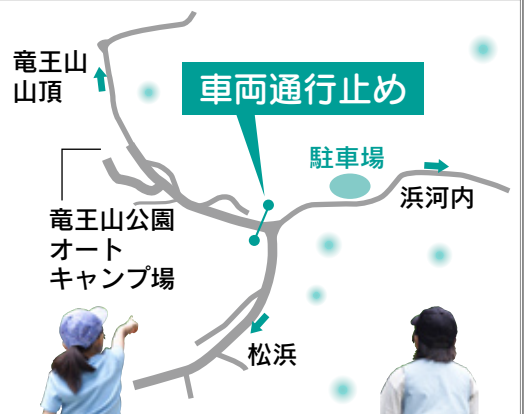 竜王山
山頂
車両通行止め
駐車場
浜河内
竜王山公園
オート
キャンプ場
松浜